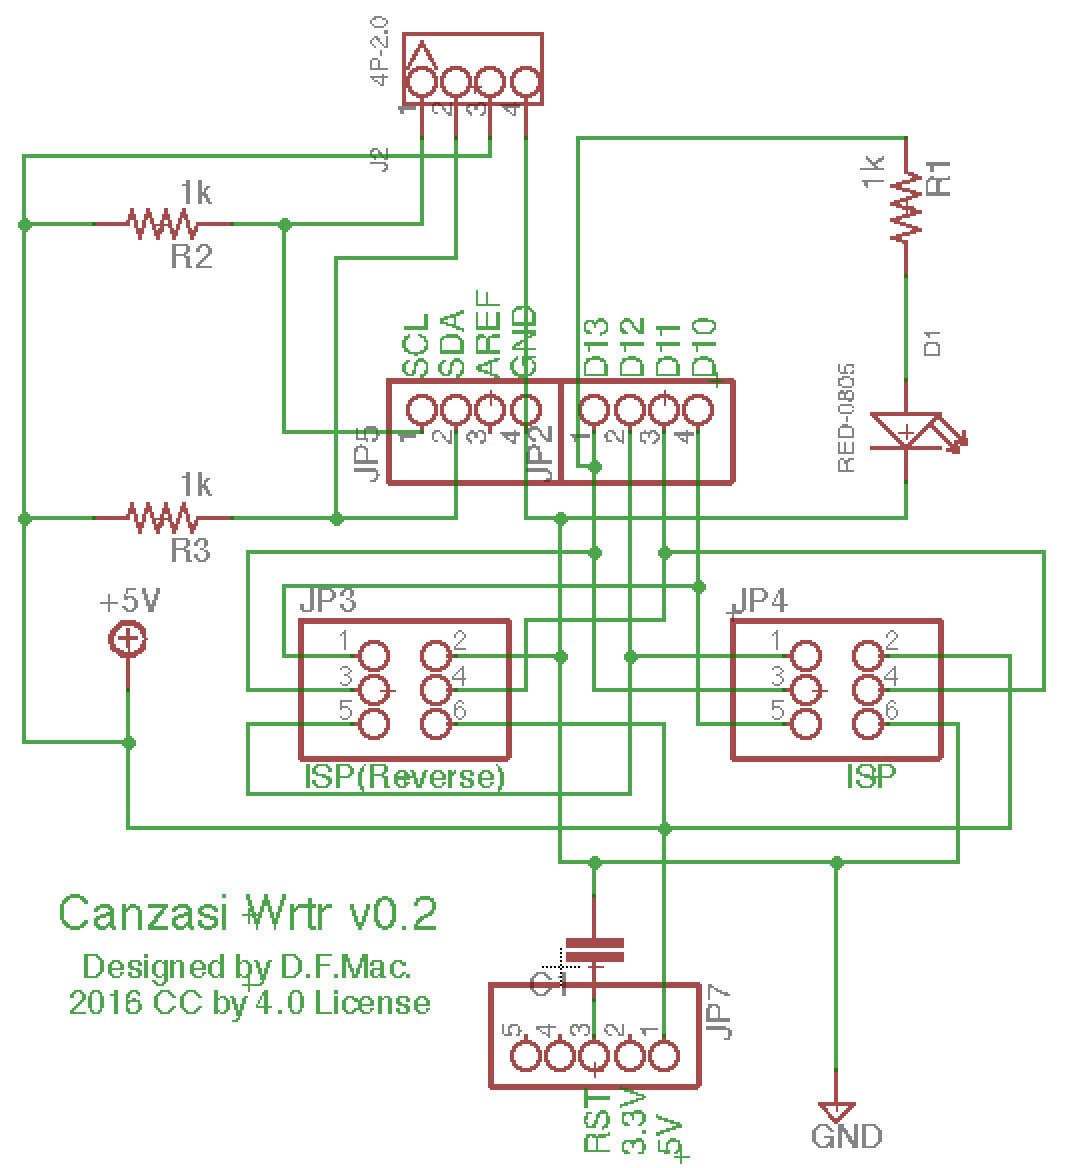 4P-2.0
1 2 3 4
J2
1k
R2
1k
R1
SCL SDA AREF GND D13 D12 D11 D10
D1
RED-0805
JP5
1 2 3 4
JP2
1 2 3 4
1k
R3
+5V
JP3
1 2
3 4
5 6
ISP(Reverse)
JP4
1 2
3 4
5 6
ISP
Canzasi Wrtr v0.2
Designed by D.F.Mac.
2016 CC by 4.0 License
C1
JP7
5 4 3 2 1
RST 3.3V 5V
GND